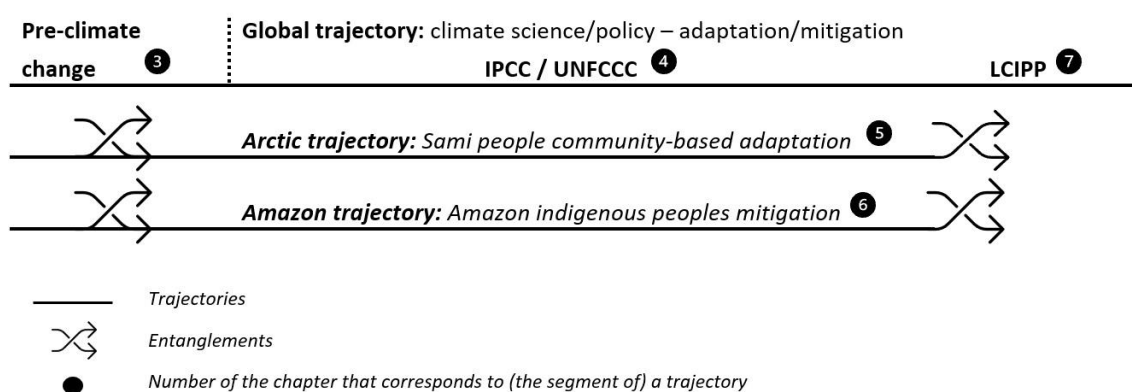 Pre-climate
change 3
Global trajectory: climate science/policy – adaptation/mitigation
IPCC / UNFCCC 4
LCIPP 7
Arctic trajectory: Sami people community-based adaptation 5
Amazon trajectory: Amazon indigenous peoples mitigation 6
Trajectories
Entanglements
Number of the chapter that corresponds to (the segment of) a trajectory